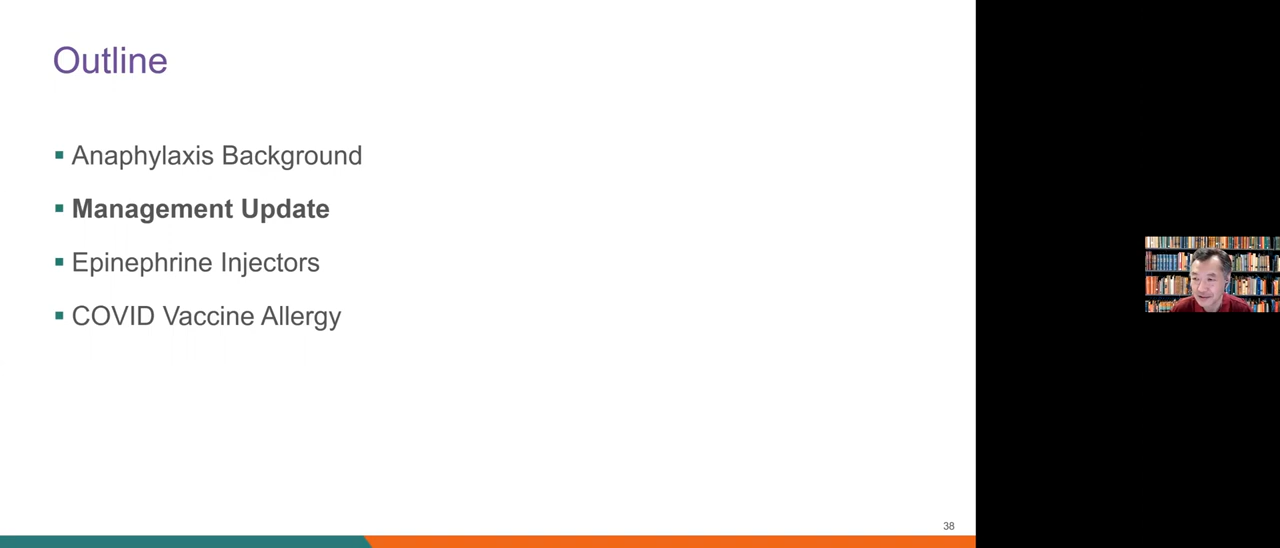 Outline
Anaphylaxis Background
Management Update
Epinephrine Injectors
COVID Vaccine Allergy
38